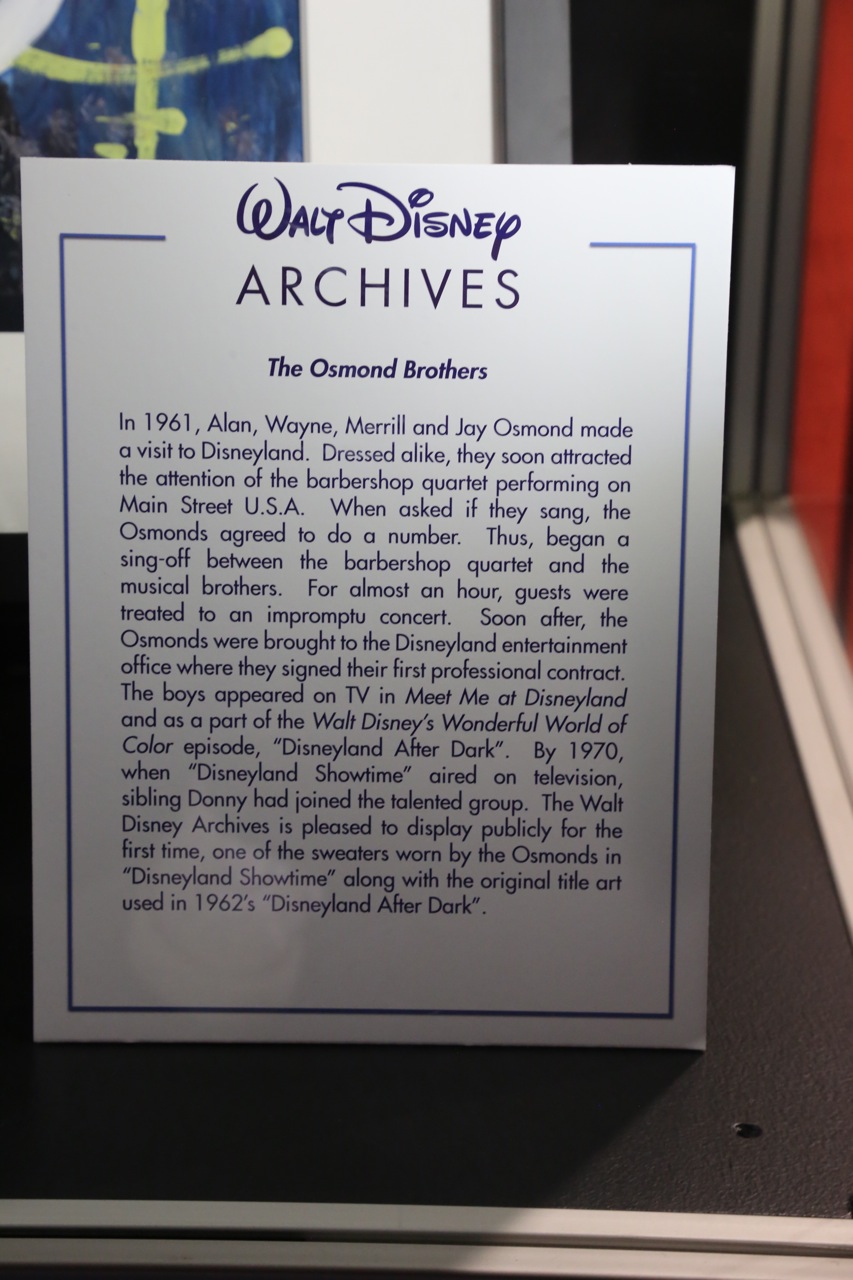 WALT DISNEY
ARCHIVES
The Osmond Brothers
In 1961, Alan, Wayne, Merrill and Jay Osmond made
a visit to Disneyland. Dressed alike, they soon attracted
the attention of the barbershop quartet performing on
Main Street U.S.A. When asked if they sang, the
Osmonds agreed to do a number. Thus, began a
sing-off between the barbershop quartet and the
musical brothers. For almost an hour, guests were
treated to an impromptu concert. Soon after, the
Osmonds were brought to the Disneyland entertainment
office where they signed their first professional contract.
The boys appeared on TV in Meet Me at Disneyland
and as a part of the Walt Disney's Wonderful World of
Color episode, "Disneyland After Dark". By 1970,
when "Disneyland Showtime" aired on television,
sibling Donny had joined the talented group. The Walt
Disney Archives is pleased to display publicly for the
first time, one of the sweaters worn by the Osmonds in
"Disneyland Showtime" along with the original title art
used in 1962's "Disneyland After Dark".